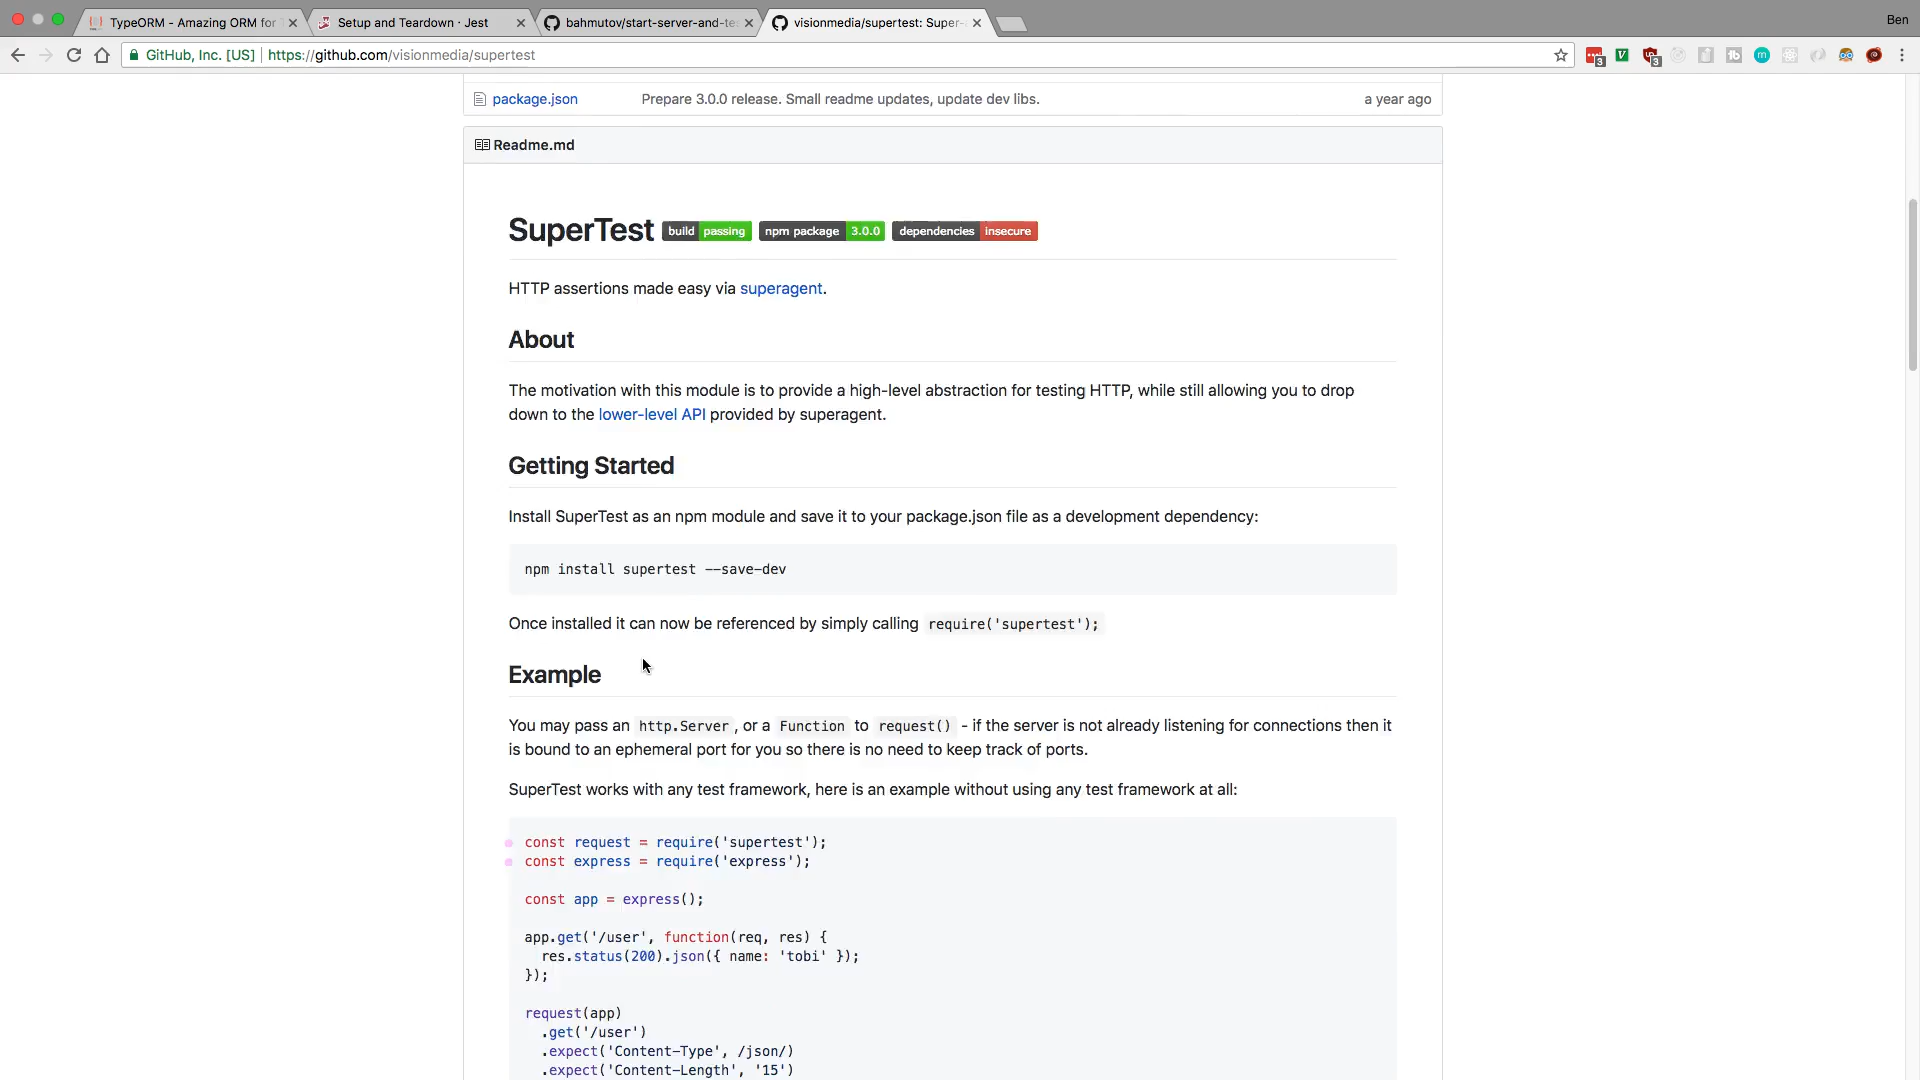 TypeORM - Amazing ORM for
Setup and Teardown · Jest
bahmutov/start-server-and-te
visionmedia/supertest: Super-
Ben
GitHub, Inc. [US] | https://github.com/visionmedia/supertest
3
3
package.json Prepare 3.0.0 release. Small readme updates, update dev libs. a year ago
Readme.md
SuperTest build passing npm package 3.0.0 dependencies insecure
HTTP assertions made easy via superagent.
About
The motivation with this module is to provide a high-level abstraction for testing HTTP, while still allowing you to drop
down to the lower-level API provided by superagent.
Getting Started
Install SuperTest as an npm module and save it to your package.json file as a development dependency:
npm install supertest --save-dev
Once installed it can now be referenced by simply calling require('supertest');
Example
You may pass an http.Server, or a Function to request() - if the server is not already listening for connections then it
is bound to an ephemeral port for you so there is no need to keep track of ports.
SuperTest works with any test framework, here is an example without using any test framework at all:
const request = require('supertest');
const express = require('express');
const app = express();
app.get('/user', function(req, res) {
res.status(200).json({ name: 'tobi' });
});
request(app)
.get('/user')
.expect('Content-Type', /json/)
.expect('Content-Length', '15')